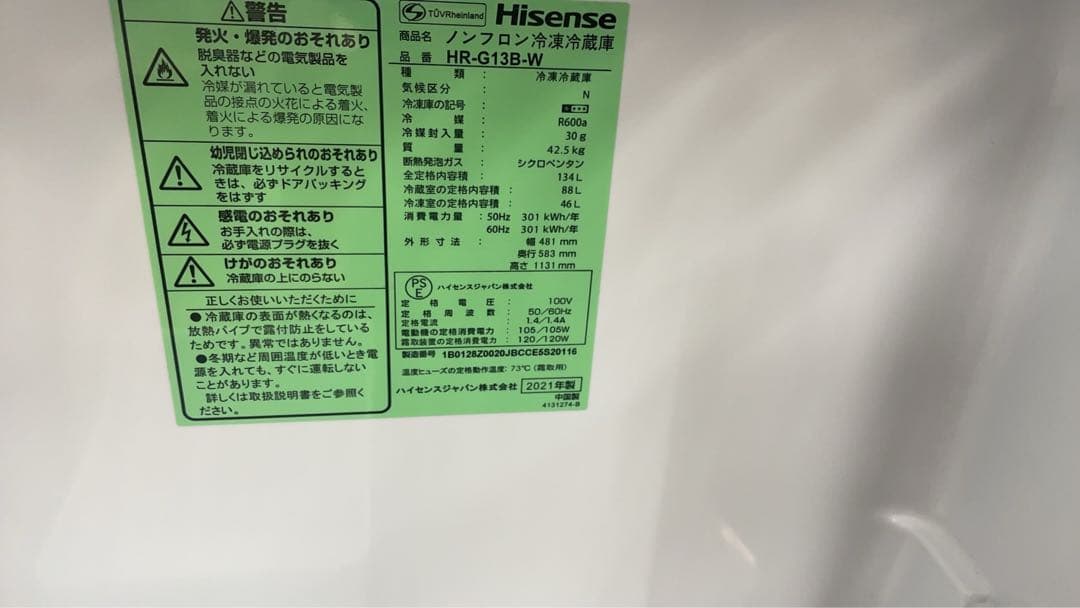 警告
発火・爆発のおそれあり
脱臭器などの電気製品を
入れない
冷媒が漏れていると電気製
品の接点の火花による着火、
着火による爆発の原因にな
ります。
幼児閉じ込められのおそれあり
冷蔵庫をリサイクルすると
きは、必ずドアパッキング
をはずす
感電のおそれあり
お手入れの際は、
必ず電源プラグを抜く
けがのおそれあり
冷蔵庫の上にのらない
正しくお使いいただくために
●冷蔵庫の表面が熱くなるのは、
放熱パイプで露付防止をしている
ためです。異常ではありません。
●冬期など周囲温度が低いとき電
源を入れても、すぐに運転しない
ことがあります。
詳しくは取扱説明書をご参照く
ださい。
TÜVRheinland Hisense
商品名 ノンフロン冷凍冷蔵庫
品番 HR-G13B-W
種類 : 冷凍冷蔵庫
気候区分 : N
冷凍庫の記号 :
冷媒 : R600a
冷媒封入量 : 30g
質量 : 42.5kg
断熱発泡ガス : シクロペンタン
全定格内容積 : 134L
冷蔵室の定格内容積 : 88L
冷凍室の定格内容積 : 46L
消費電力量 : 50Hz 301kWh/年
60Hz 301kWh/年
外形寸法 : 幅 481mm
奥行 583mm
高さ 1131mm
PSE ハイセンスジャパン株式会社
定格電圧 : 100V
定格周波数 : 50/60Hz
定格電流 : 1.4/1.4A
電動機の定格消費電力 : 105/105W
霜取装置の定格消費電力 : 120/120W
製造番号 1B0128Z0020JBCCE5S20116
温度ヒューズの定格動作温度: 73℃(霜取用)
ハイセンスジャパン株式会社 2021年製
中国製
4131274-B